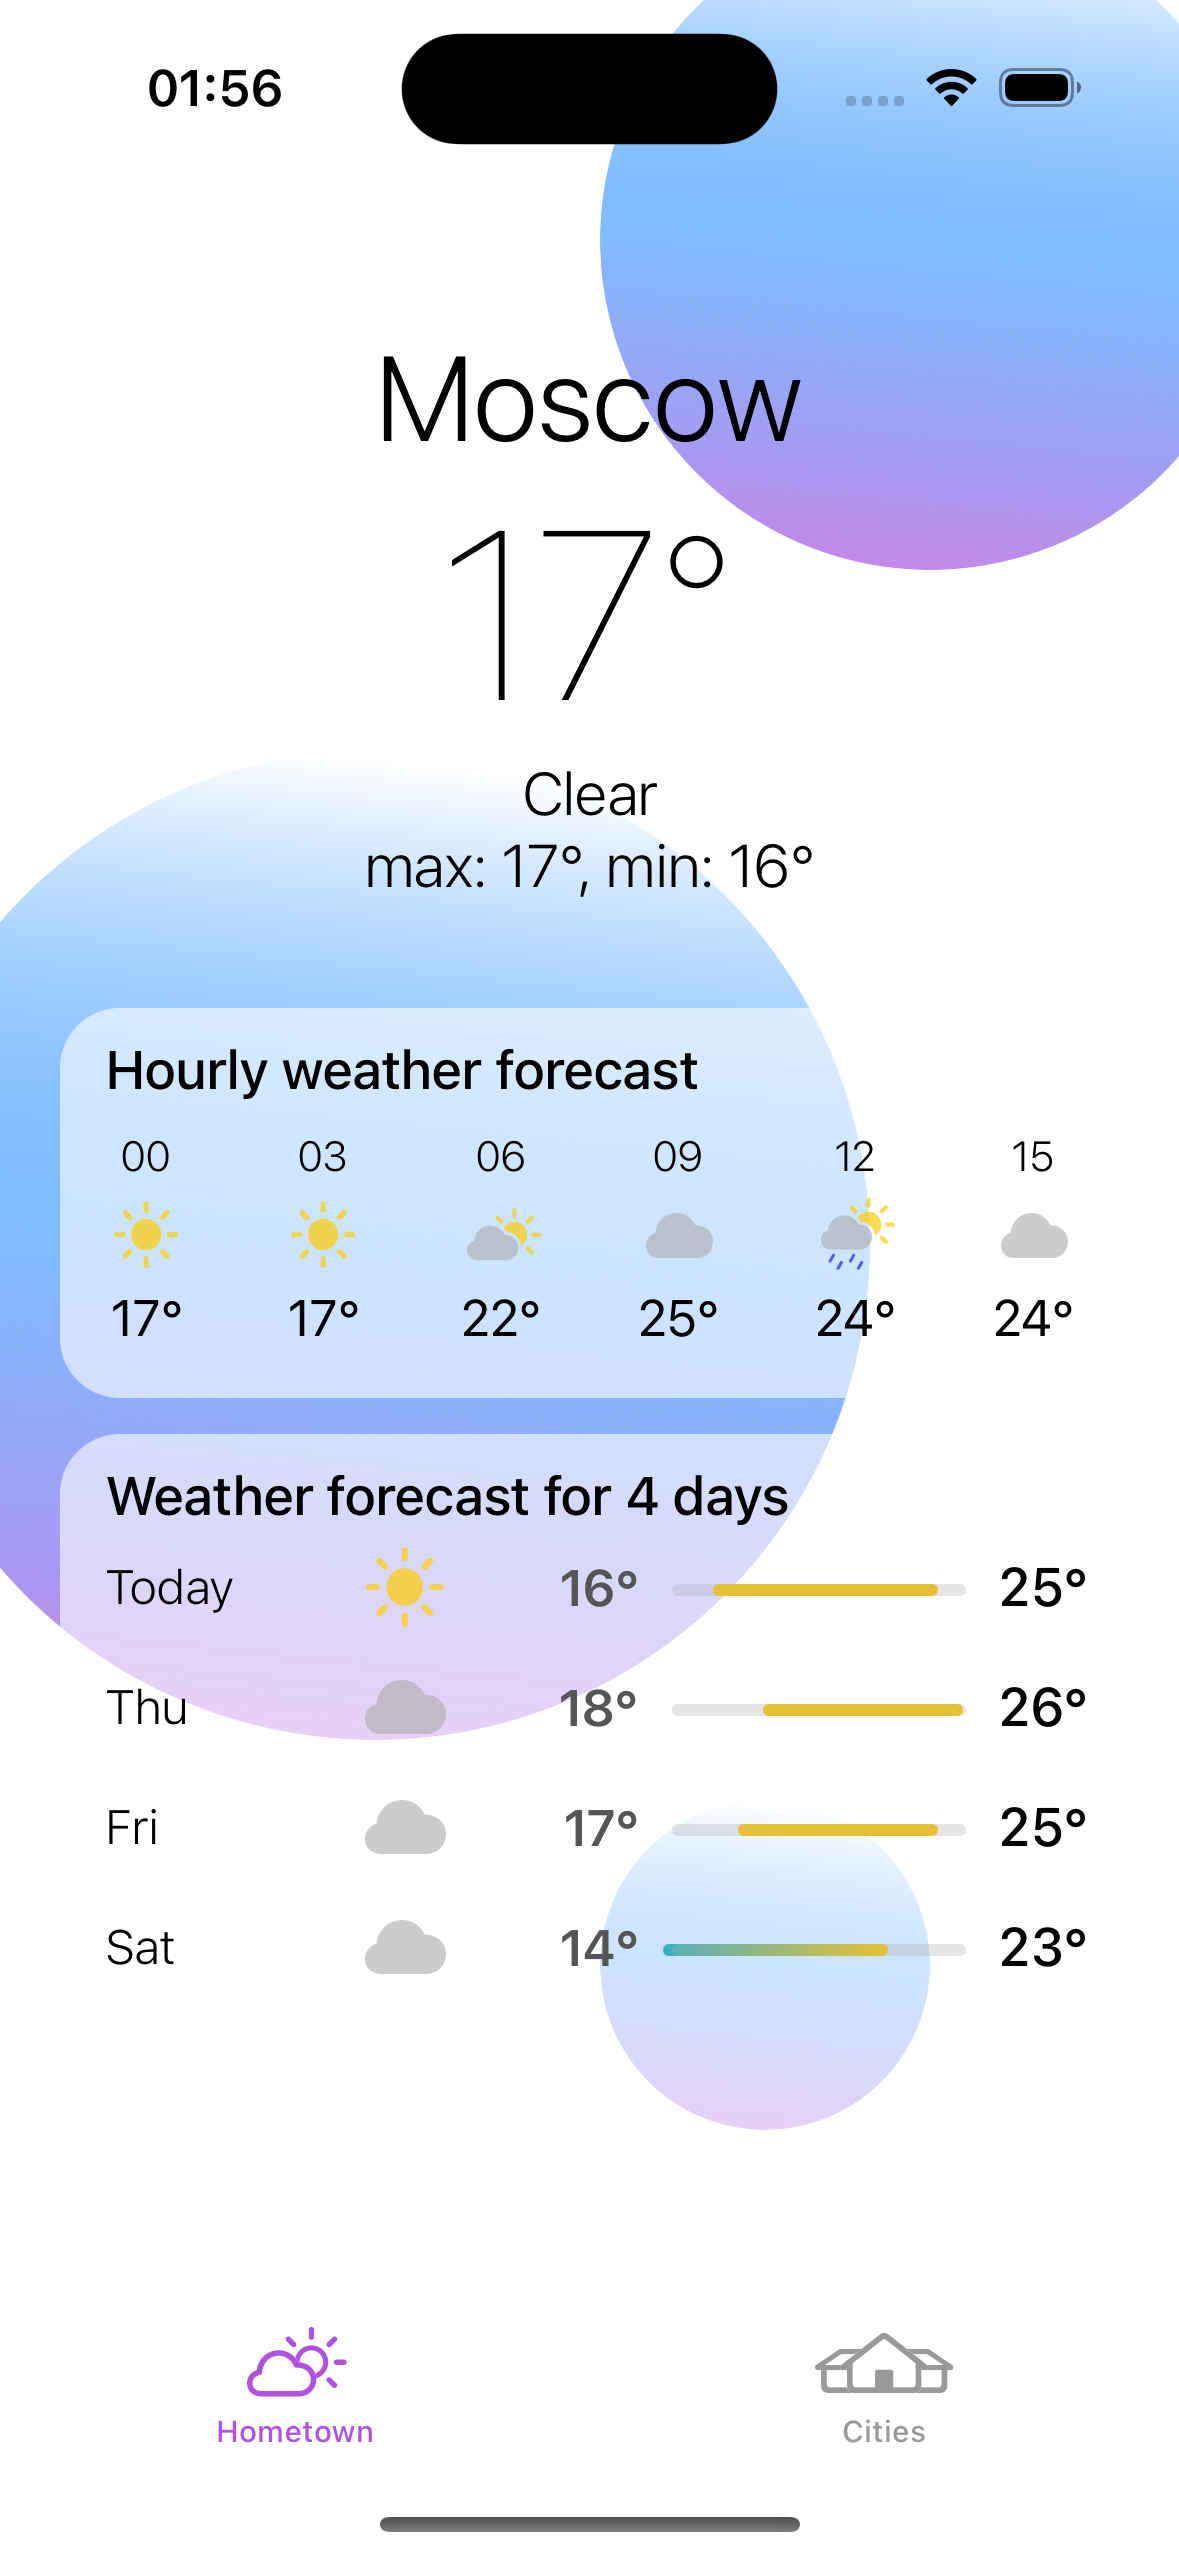 01:56
Moscow
17°
Clear
max: 17°, min: 16°
Hourly weather forecast
00 03 06 09 12 15
17° 17° 22° 25° 24° 24°
Weather forecast for 4 days
Today 16° 25°
Thu 18° 26°
Fri 17° 25°
Sat 14° 23°
Hometown Cities